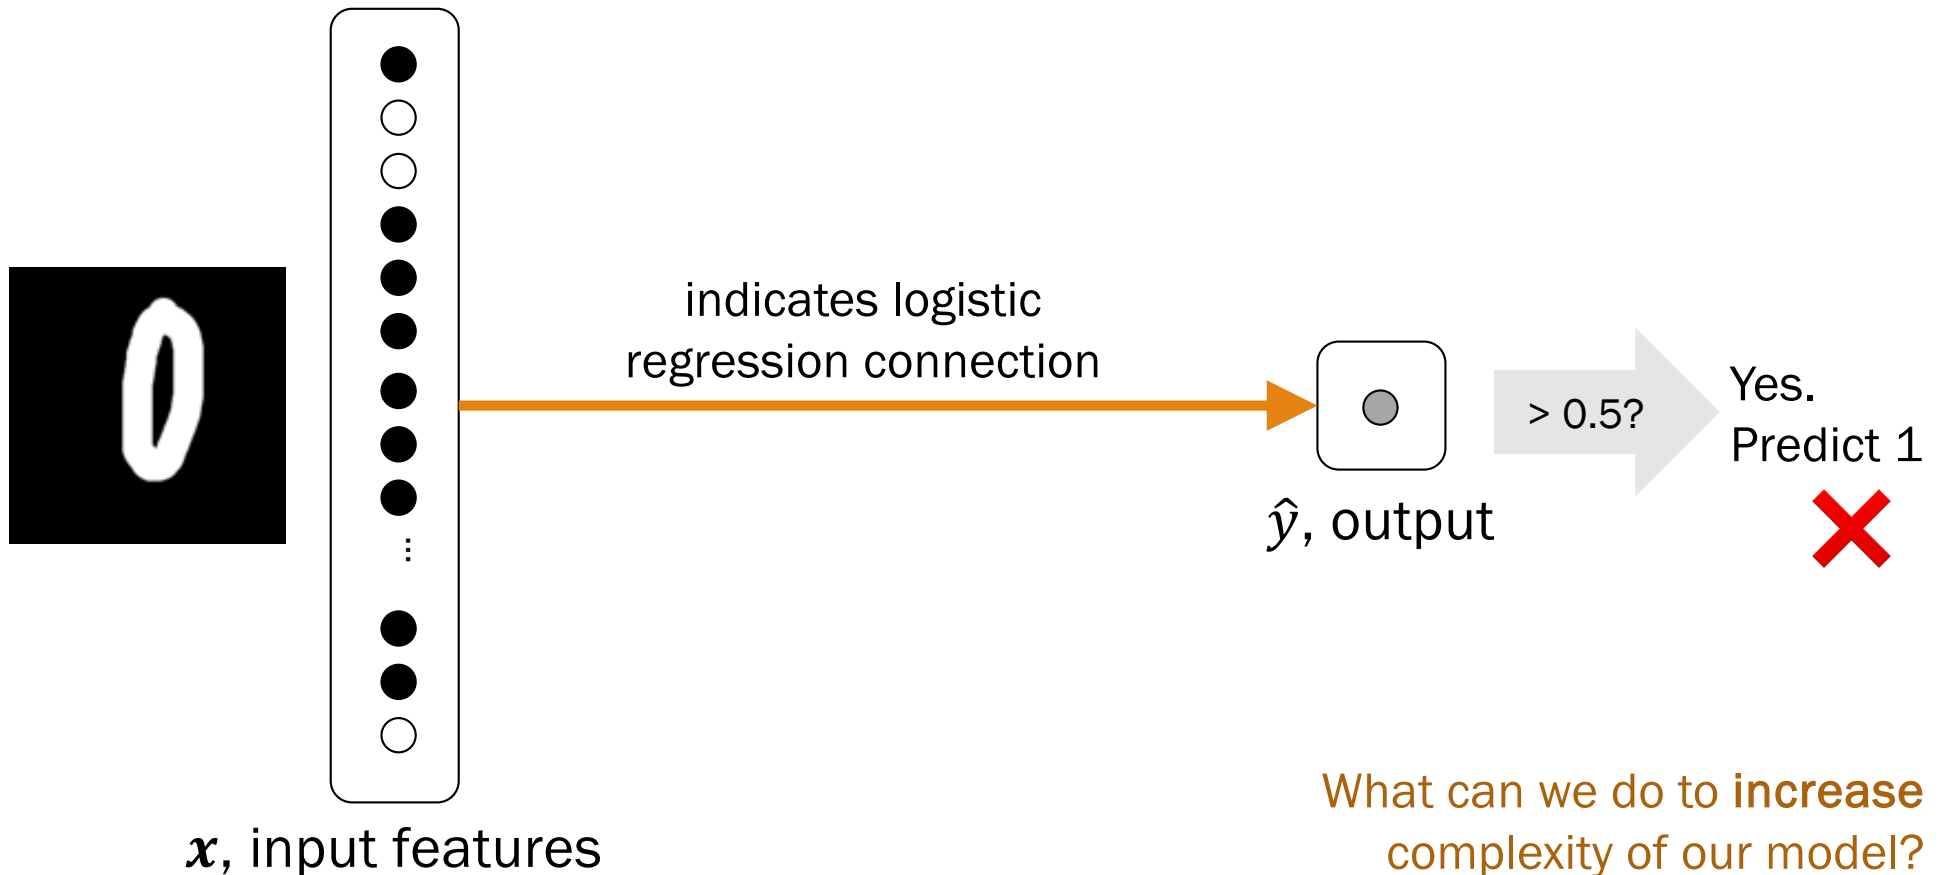 indicates logistic
regression connection
> 0.5?
Yes.
Predict 1
ŷ, output
...
x, input features
What can we do to increase
complexity of our model?